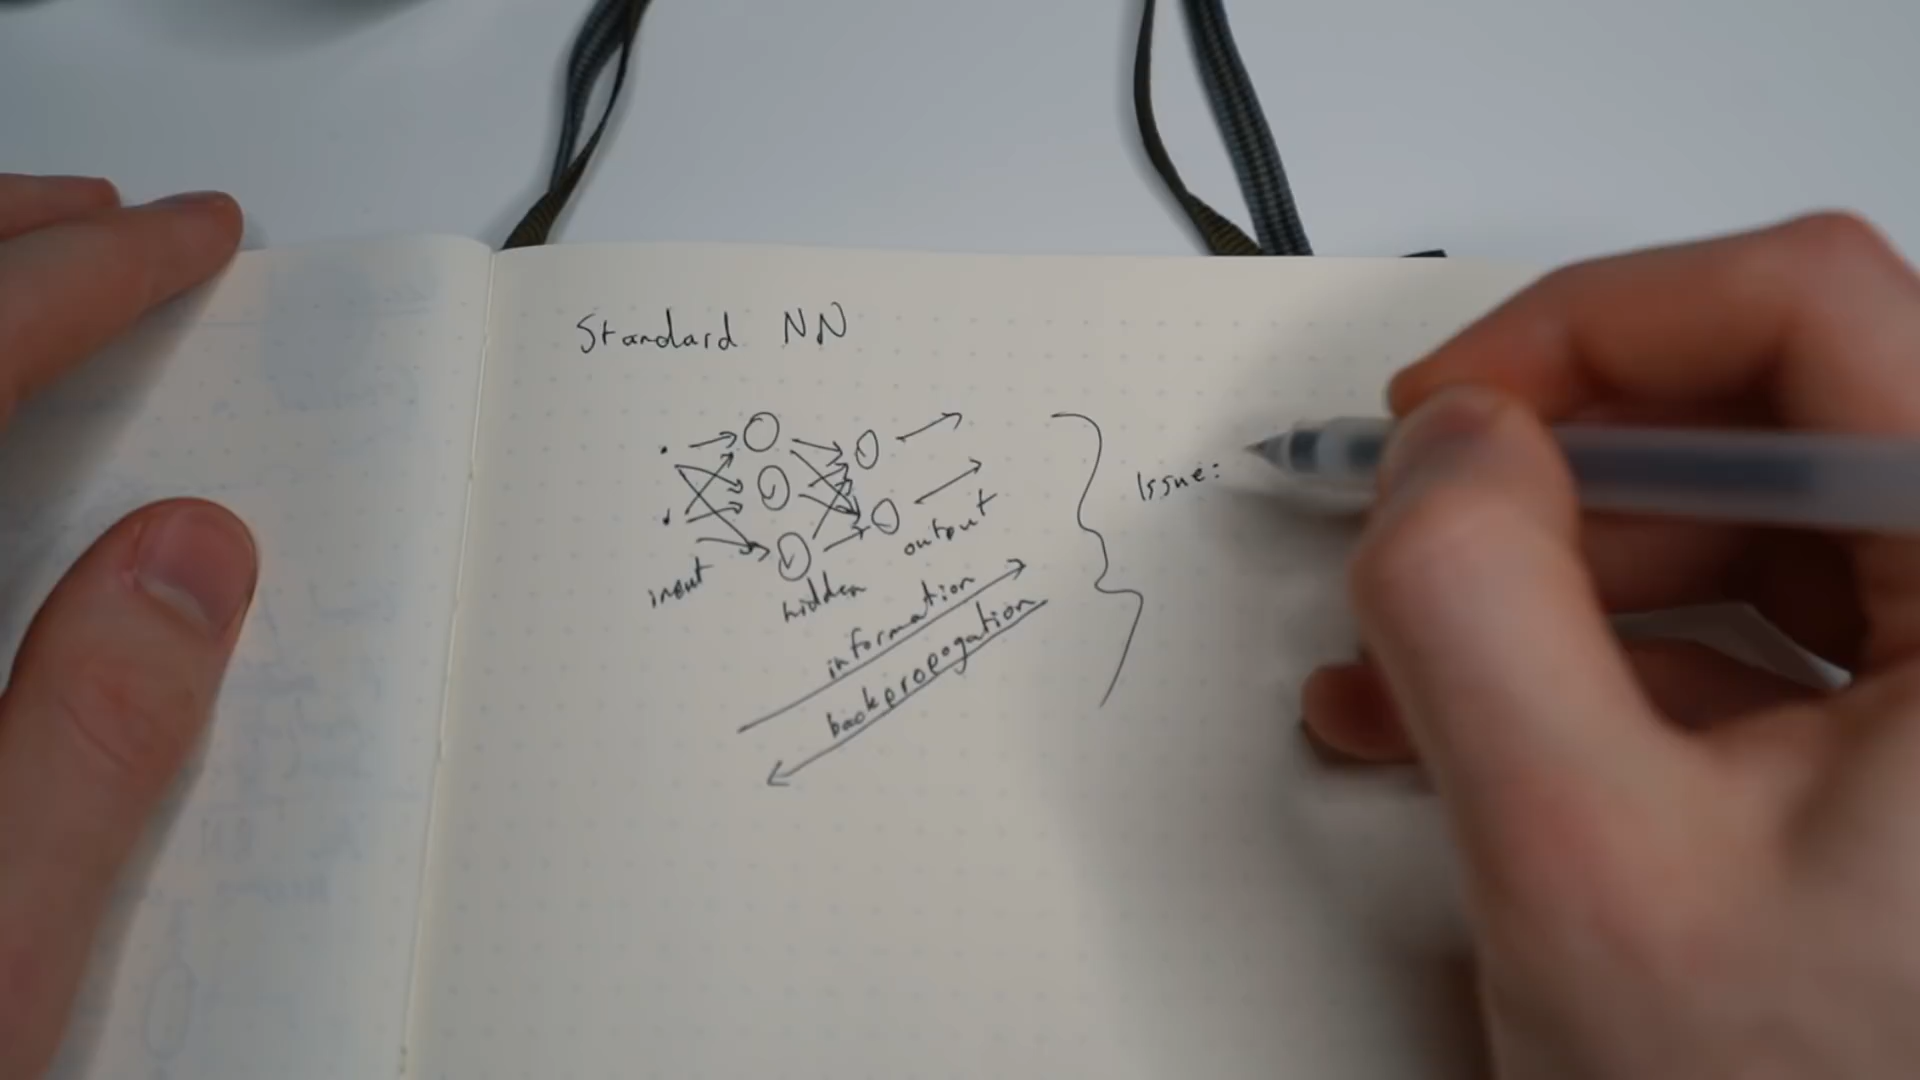 Standard NN
Issue:
input
hidden
output
information
backpropogation